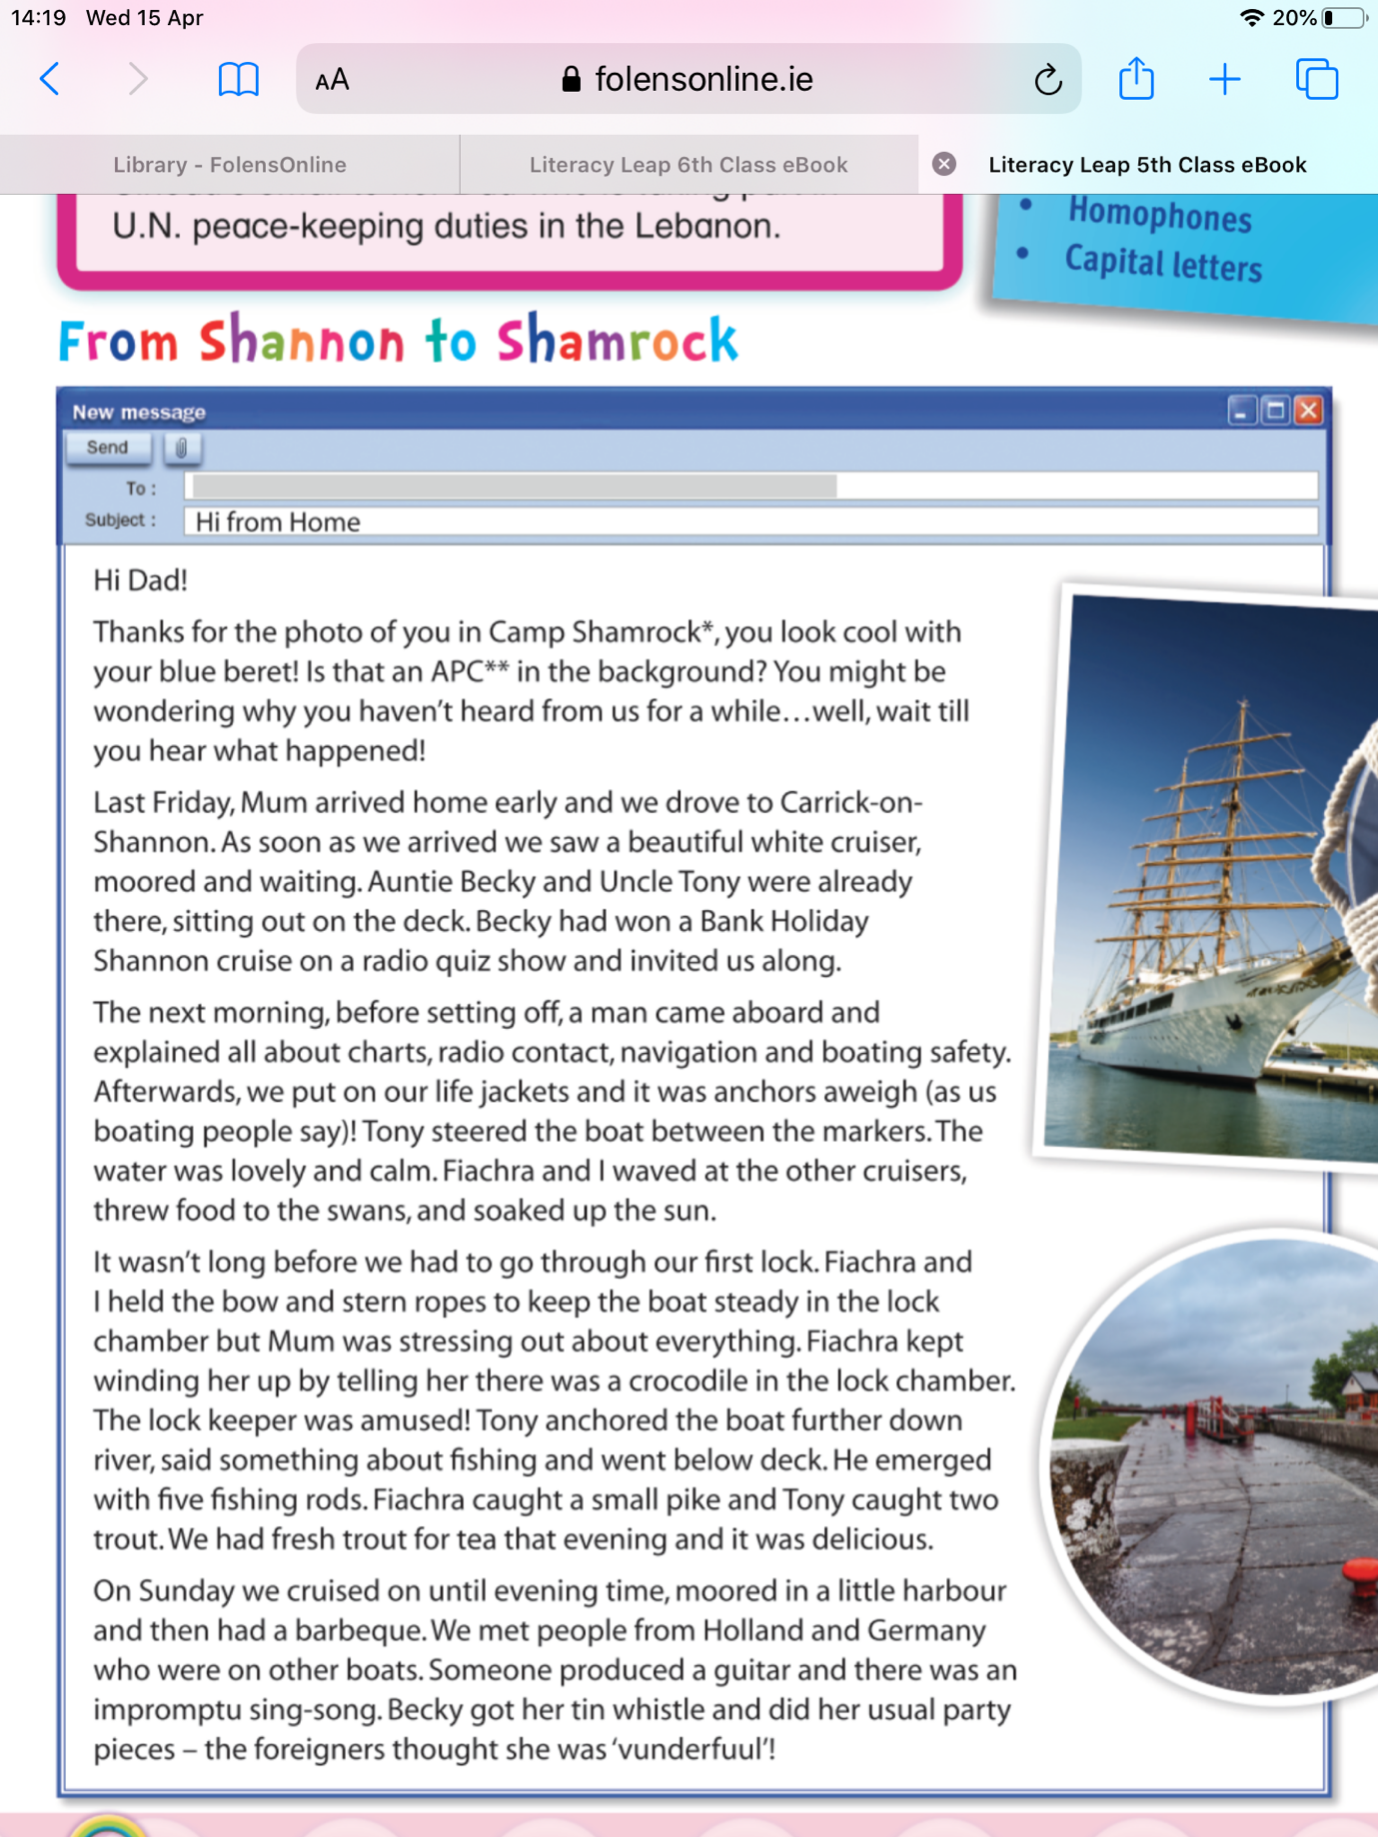 14:19 Wed 15 Apr
20%
AA
folensonline.ie
Library - FolensOnline
Literacy Leap 6th Class eBook
Literacy Leap 5th Class eBook
U.N. peace-keeping duties in the Lebanon.
• Homophones
• Capital letters
From Shannon to Shamrock
New message
Send
To :
Subject :
Hi from Home
Hi Dad!
Thanks for the photo of you in Camp Shamrock*, you look cool with
your blue beret! Is that an APC** in the background? You might be
wondering why you haven't heard from us for a while…well, wait till
you hear what happened!
Last Friday, Mum arrived home early and we drove to Carrick-on-
Shannon. As soon as we arrived we saw a beautiful white cruiser,
moored and waiting. Auntie Becky and Uncle Tony were already
there, sitting out on the deck. Becky had won a Bank Holiday
Shannon cruise on a radio quiz show and invited us along.
The next morning, before setting off, a man came aboard and
explained all about charts, radio contact, navigation and boating safety.
Afterwards, we put on our life jackets and it was anchors aweigh (as us
boating people say)! Tony steered the boat between the markers. The
water was lovely and calm. Fiachra and I waved at the other cruisers,
threw food to the swans, and soaked up the sun.
It wasn't long before we had to go through our first lock. Fiachra and
I held the bow and stern ropes to keep the boat steady in the lock
chamber but Mum was stressing out about everything. Fiachra kept
winding her up by telling her there was a crocodile in the lock chamber.
The lock keeper was amused! Tony anchored the boat further down
river, said something about fishing and went below deck. He emerged
with five fishing rods. Fiachra caught a small pike and Tony caught two
trout. We had fresh trout for tea that evening and it was delicious.
On Sunday we cruised on until evening time, moored in a little harbour
and then had a barbeque. We met people from Holland and Germany
who were on other boats. Someone produced a guitar and there was an
impromptu sing-song. Becky got her tin whistle and did her usual party
pieces – the foreigners thought she was 'vunderfuul'!